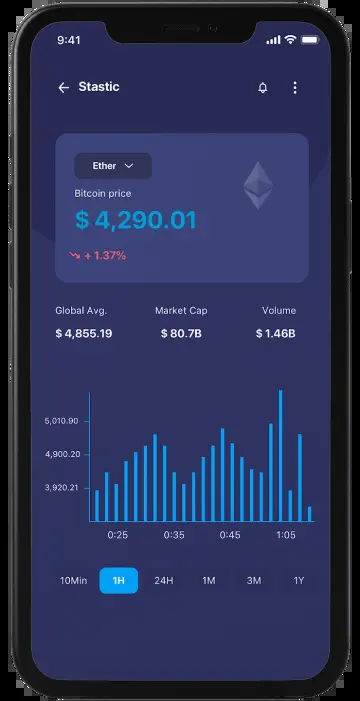 9:41
Stastic
Ether
Bitcoin price
$ 4,290.01
+ 1.37%
Global Avg. Market Cap Volume
$ 4,855.19 $ 80.7B $ 1.46B
5,010.90
4,900.20
3,920.21
0:25 0:35 0:45 1:05
10Min 1H 24H 1M 3M 1Y